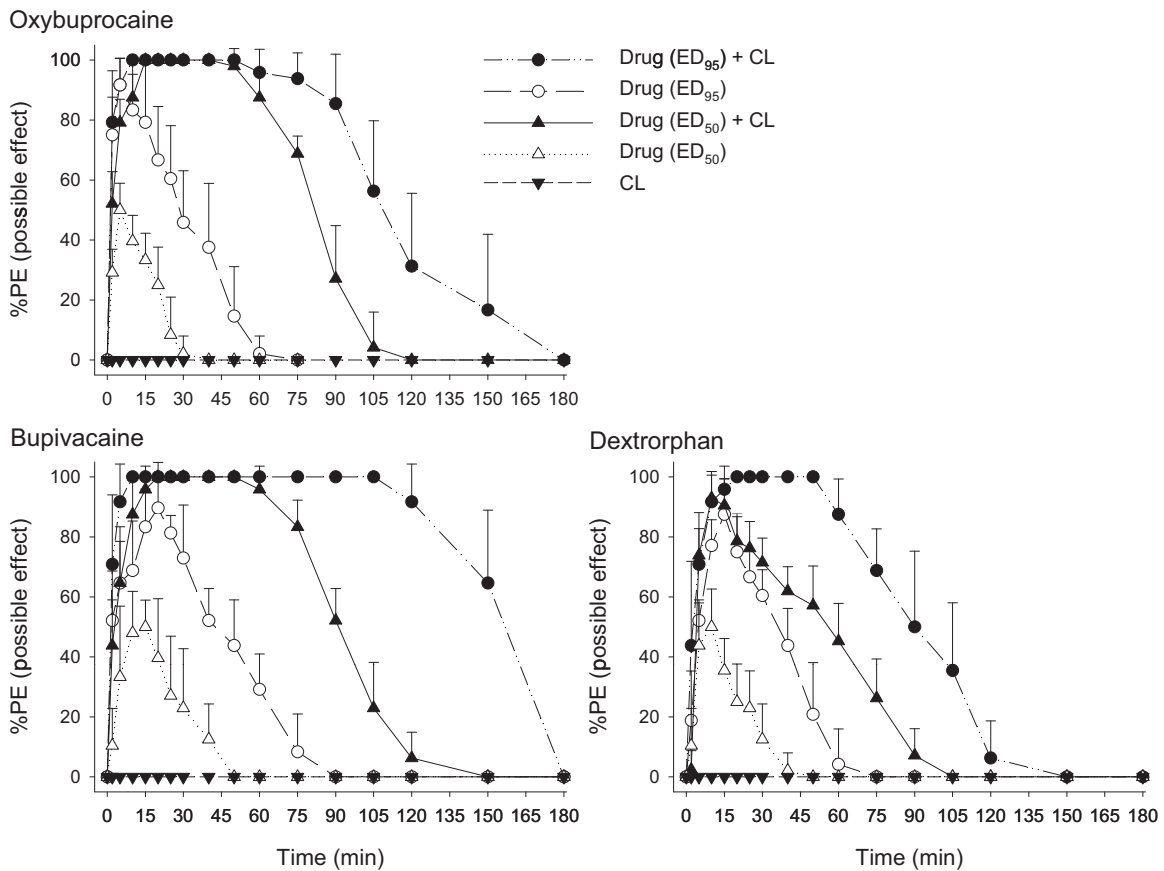 Oxybuprocaine
100
80
60
40
20
0
%PE (possible effect)
0 15 30 45 60 75 90 105 120 135 150 165 180
Drug (ED95) + CL
Drug (ED95)
Drug (ED50) + CL
Drug (ED50)
CL
Bupivacaine
100
80
60
40
20
0
%PE (possible effect)
0 15 30 45 60 75 90 105 120 135 150 165 180
Time (min)
Dextrorphan
100
80
60
40
20
0
%PE (possible effect)
0 15 30 45 60 75 90 105 120 135 150 165 180
Time (min)